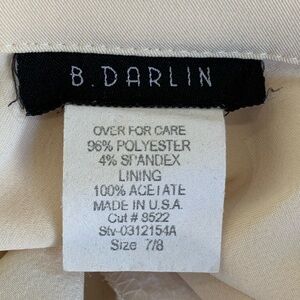 B. DARLIN
OVER FOR CARE
96% POLYESTER
4% SPANDEX
LINING
100% ACETATE
MADE IN U.S.A.
Cut # 8522
Sty-0312154A
Size 7/8